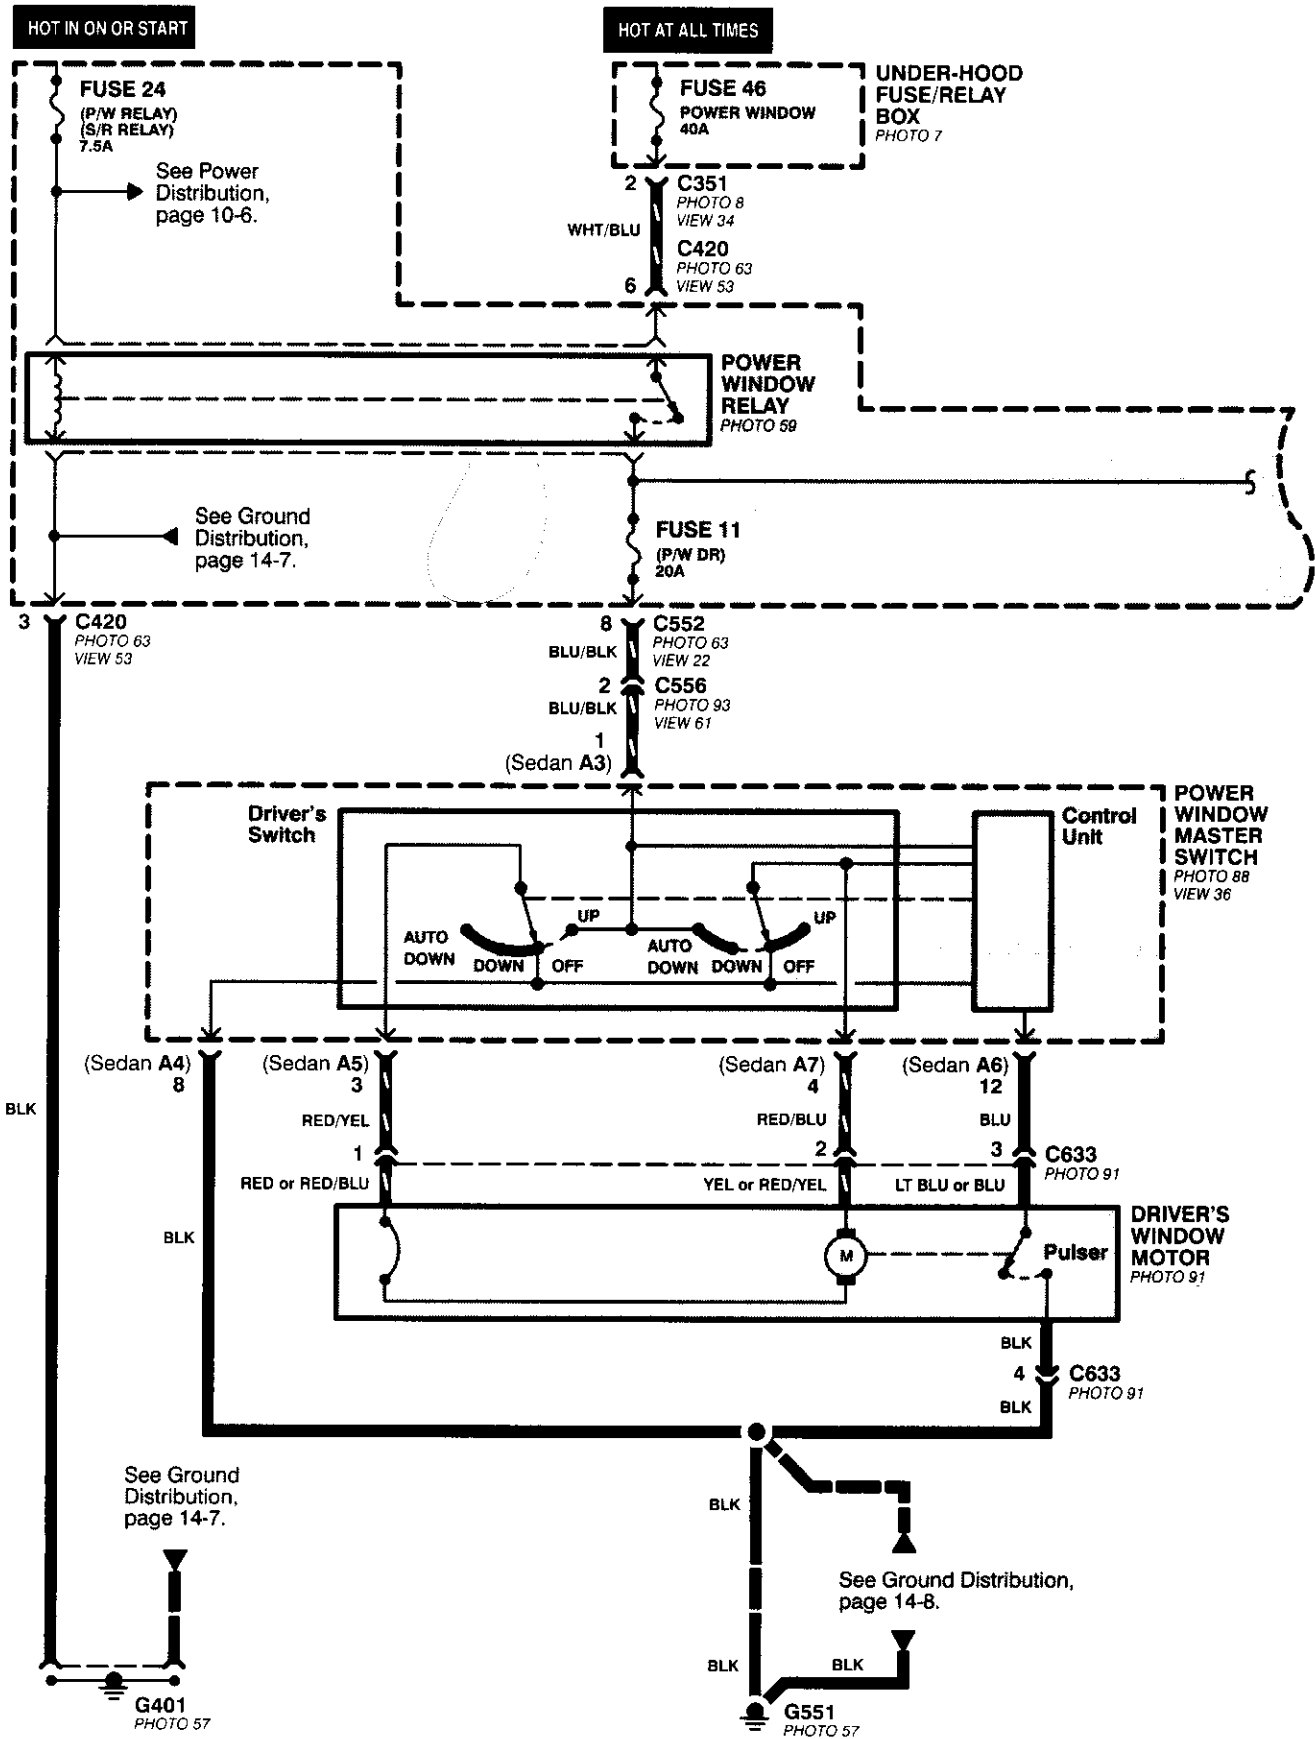 HOT IN ON OR START
HOT AT ALL TIMES
FUSE 24
(P/W RELAY)
(S/R RELAY)
7.5A
FUSE 46
POWER WINDOW
40A
UNDER-HOOD
FUSE/RELAY
BOX
PHOTO 7
See Power
Distribution,
page 10-6.
2
C351
PHOTO 8
VIEW 34
WHT/BLU
C420
PHOTO 63
VIEW 53
6
POWER
WINDOW
RELAY
PHOTO 59
See Ground
Distribution,
page 14-7.
FUSE 11
(P/W DR)
20A
3
C420
PHOTO 63
VIEW 53
8
C552
PHOTO 63
VIEW 22
BLU/BLK
2
C556
PHOTO 93
VIEW 61
BLU/BLK
1
(Sedan A3)
Driver's
Switch
Control
Unit
POWER
WINDOW
MASTER
SWITCH
PHOTO 88
VIEW 36
UP
UP
AUTO
DOWN
DOWN
OFF
AUTO
DOWN
DOWN
OFF
(Sedan A4)
8
(Sedan A5)
3
(Sedan A7)
4
(Sedan A6)
12
BLK
RED/YEL
RED/BLU
BLU
1
2
3
C633
PHOTO 91
RED or RED/BLU
YEL or RED/YEL
LT BLU or BLU
BLK
M
Pulser
DRIVER'S
WINDOW
MOTOR
PHOTO 91
BLK
4
C633
PHOTO 91
BLK
See Ground
Distribution,
page 14-7.
BLK
See Ground Distribution,
page 14-8.
BLK
BLK
G401
PHOTO 57
G551
PHOTO 57